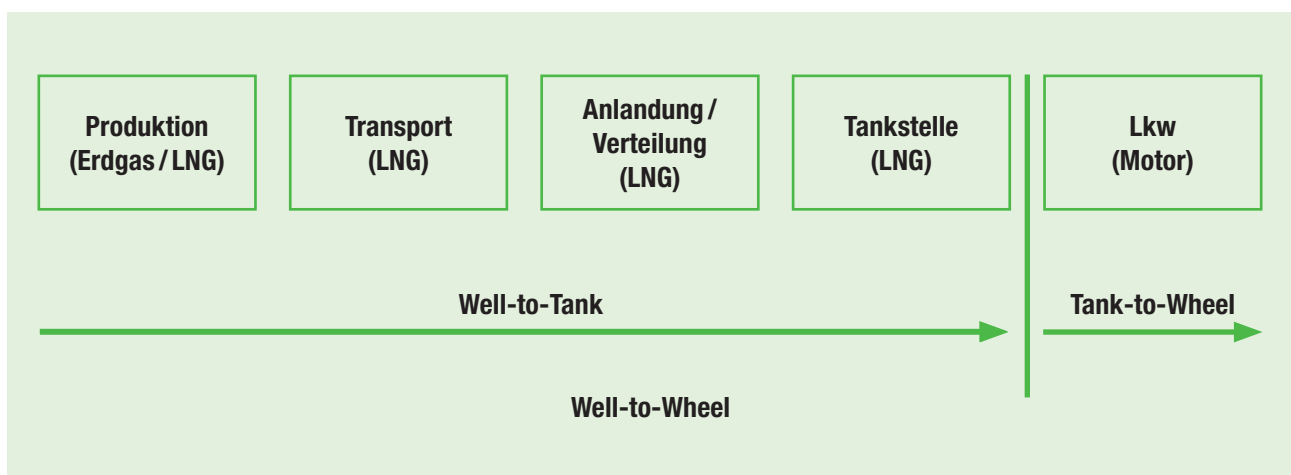 Produktion
(Erdgas / LNG)
Transport
(LNG)
Anlandung /
Verteilung
(LNG)
Tankstelle
(LNG)
Lkw
(Motor)
Well-to-Tank
Tank-to-Wheel
Well-to-Wheel